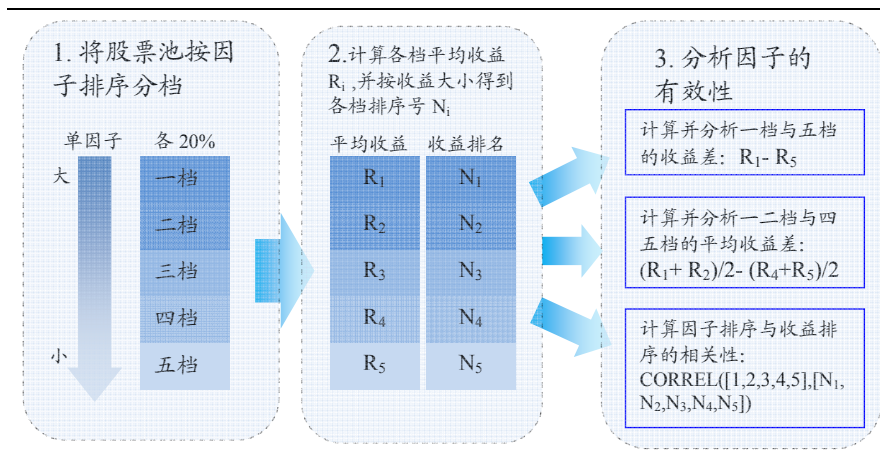 1. 将股票池按因
子排序分档
单因子
各 20%
大
一档
二档
三档
四档
小
五档
2.计算各档平均收益
Ri ,并按收益大小得到
各档排序号 Ni
平均收益
收益排名
R1
N1
R2
N2
R3
N3
R4
N4
R5
N5
3. 分析因子的
有效性
计算并分析一档与五档
的收益差: R1- R5
计算并分析一二档与四
五档的平均收益差:
(R1+ R2)/2- (R4+R5)/2
计算因子排序与收益排
序的相关性:
CORREL([1,2,3,4,5],[N1,
N2,N3,N4,N5])